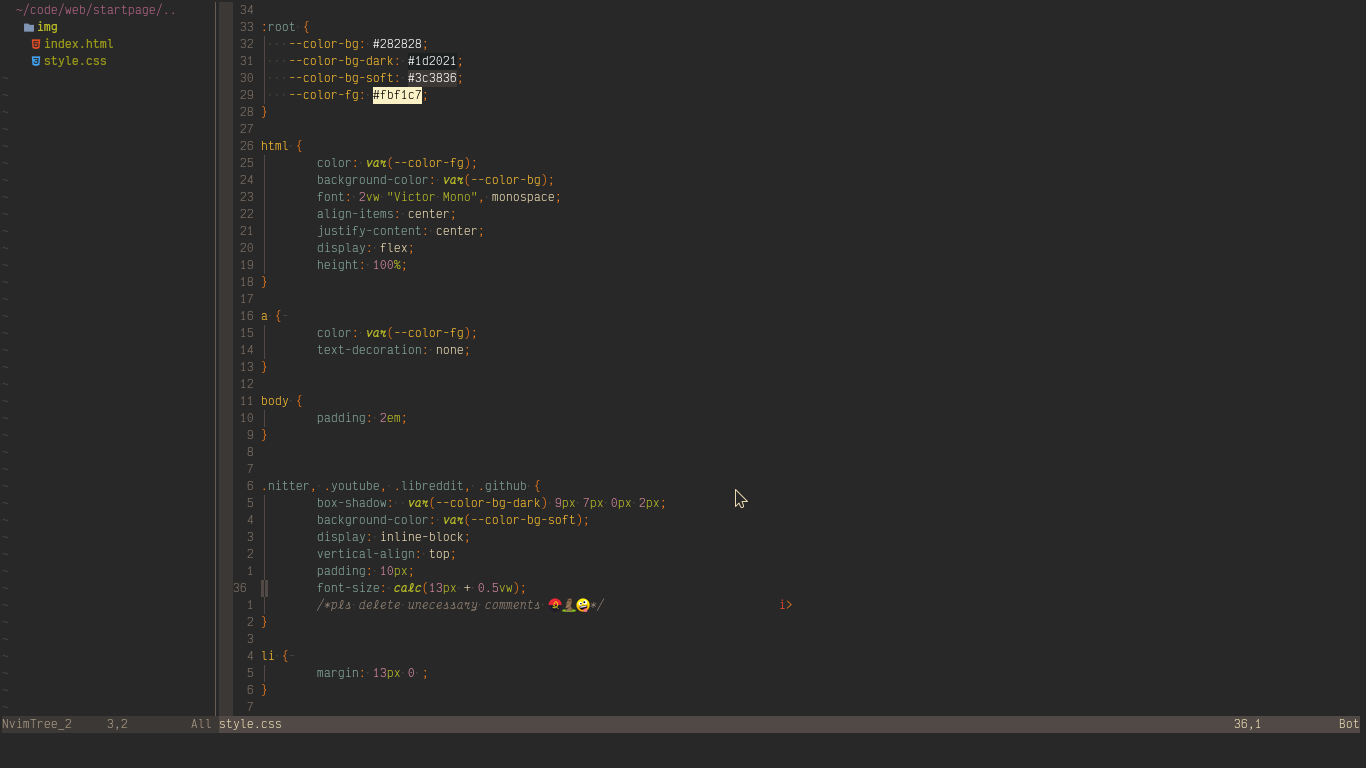 ~/code/web/startpage/..
img
index.html
style.css
34
33 :root {
32 --color-bg: #282828;
31 --color-bg-dark: #1d2021;
30 --color-bg-soft: #3c3836;
29 --color-fg: #fbf1c7;
28 }
27
26 html {
25 color: var(--color-fg);
24 background-color: var(--color-bg);
23 font: 2vw "Victor Mono", monospace;
22 align-items: center;
21 justify-content: center;
20 display: flex;
19 height: 100%;
18 }
17
16 a {
15 color: var(--color-fg);
14 text-decoration: none;
13 }
12
11 body {
10 padding: 2em;
9 }
8
7
6 .nitter, .youtube, .libreddit, .github {
5 box-shadow:  var(--color-bg-dark) 9px 7px 0px 2px;
4 background-color: var(--color-bg-soft);
3 display: inline-block;
2 vertical-align: top;
1 padding: 10px;
36 font-size: calc(13px + 0.5vw);
1 /*pls delete unecessary comments */ i>
2 }
3
4 li {
5 margin: 13px 0 ;
6 }
7
NvimTree_2 3,2 All style.css 36,1 Bot